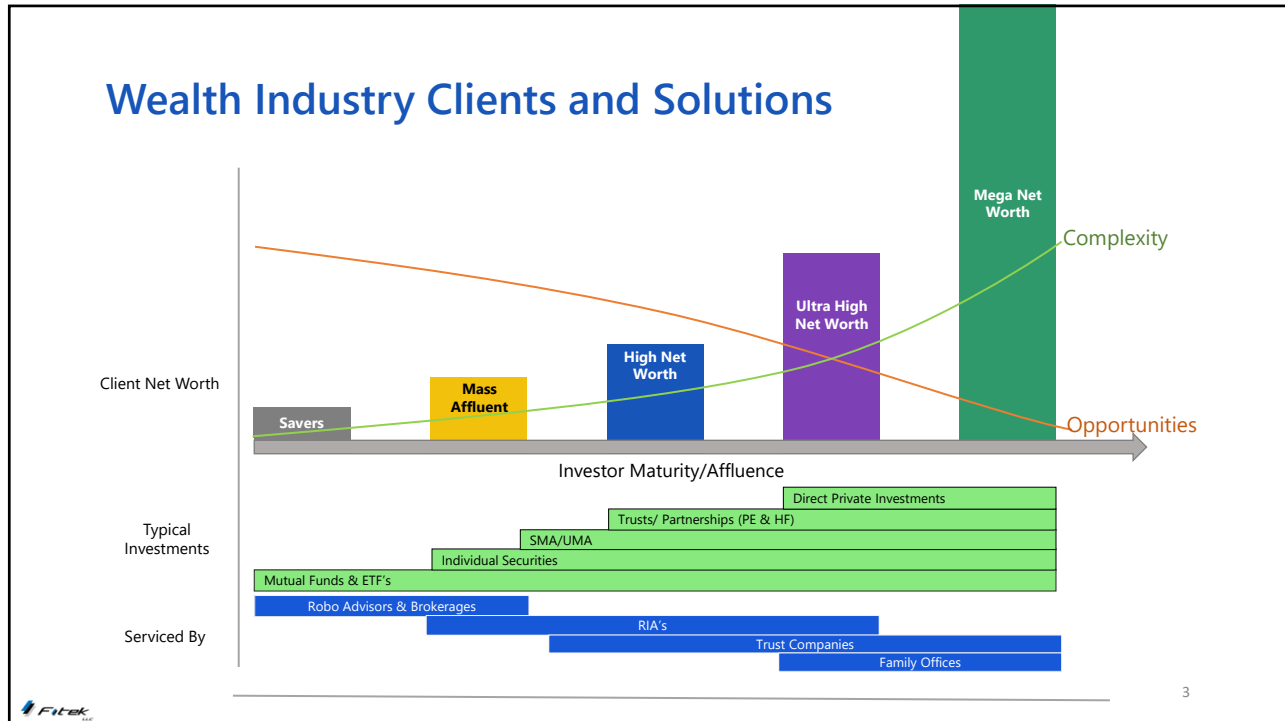 Wealth Industry Clients and Solutions
Mega Net
Worth
Complexity
Ultra High
Net Worth
High Net
Worth
Client Net Worth
Mass
Affluent
Savers
Opportunities
Investor Maturity/Affluence
Typical
Investments
Direct Private Investments
Trusts/ Partnerships (PE & HF)
SMA/UMA
Individual Securities
Mutual Funds & ETF's
Serviced By
Robo Advisors & Brokerages
RIA's
Trust Companies
Family Offices
3
Fitek
LLC